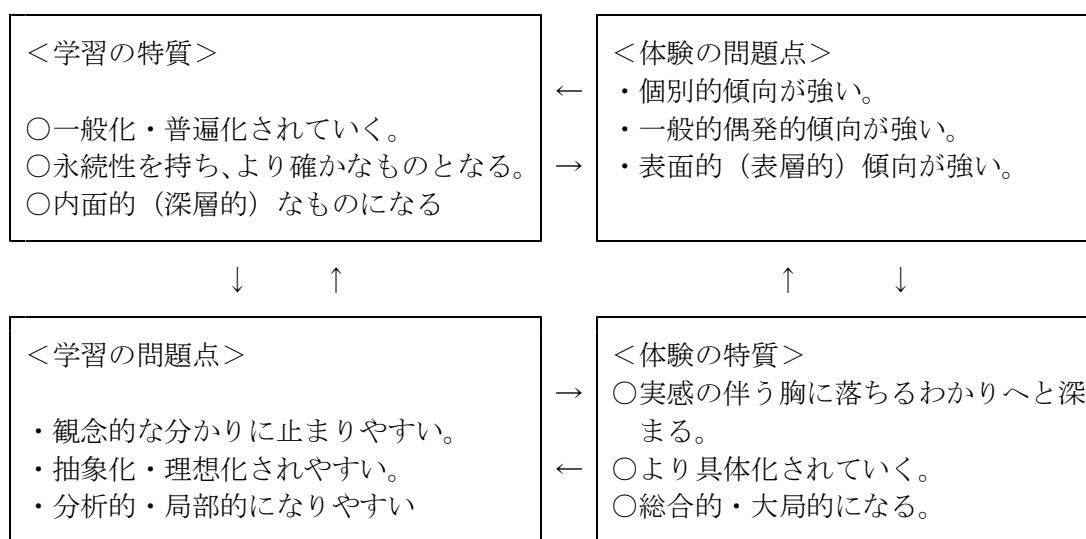 <学習の特質>
○一般化・普遍化されていく。
○永続性を持ち、より確かなものとなる。
○内面的（深層的）なものになる
←
→
<体験の問題点>
・個別的傾向が強い。
・一般的偶発的傾向が強い。
・表面的（表層的）傾向が強い。
↓ ↑
↑ ↓
<学習の問題点>
・観念的な分かりに止まりやすい。
・抽象化・理想化されやすい。
・分析的・局部的になりやすい
→
←
<体験の特質>
○実感の伴う胸に落ちるわかりへと深
まる。
○より具体化されていく。
○総合的・大局的になる。